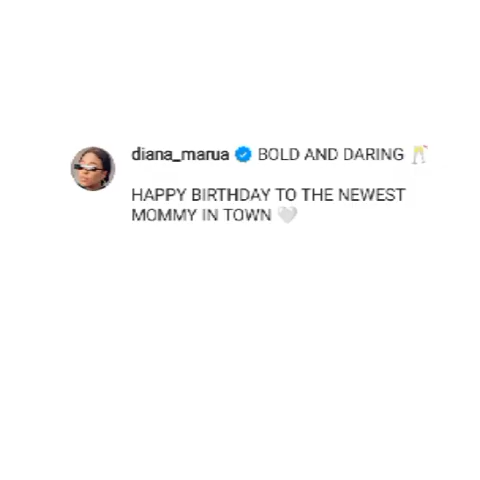 diana_marua BOLD AND DARING 🥂
HAPPY BIRTHDAY TO THE NEWEST
MOMMY IN TOWN 🤍